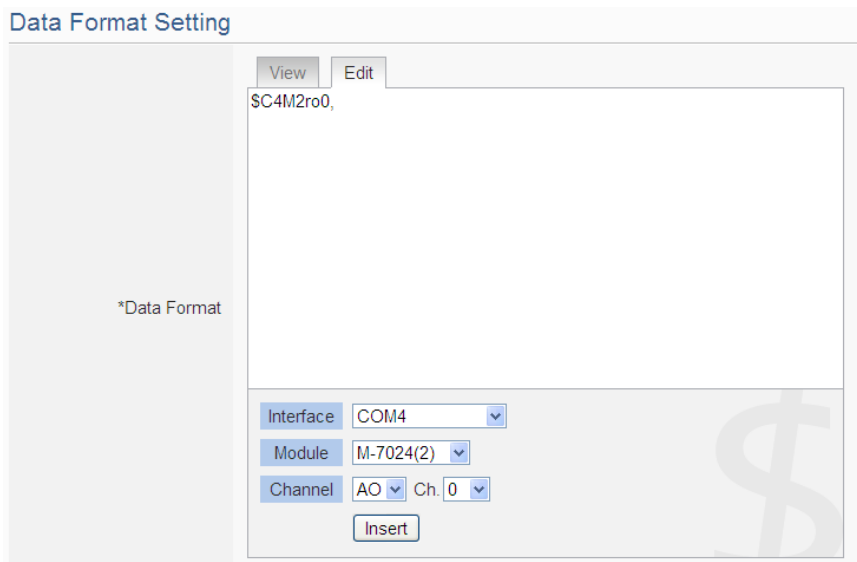 Data Format Setting
View Edit
$C4M2ro0,
*Data Format
Interface COM4
Module M-7024(2)
Channel AO Ch. 0
Insert
$